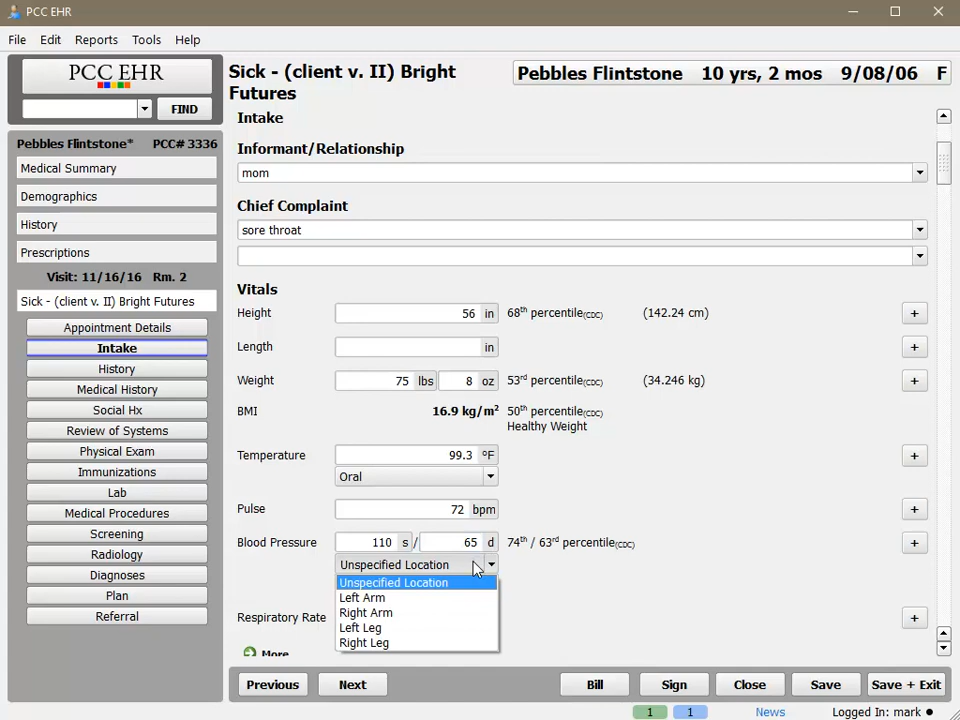 PCC EHR
File Edit Reports Tools Help
PCC EHR
FIND
Pebbles Flintstone* PCC# 3336
Medical Summary
Demographics
History
Prescriptions
Visit: 11/16/16 Rm. 2
Sick - (client v. II) Bright Futures
Appointment Details
Intake
History
Medical History
Social Hx
Review of Systems
Physical Exam
Immunizations
Lab
Medical Procedures
Screening
Radiology
Diagnoses
Plan
Referral
Sick - (client v. II) Bright
Futures
Pebbles Flintstone 10 yrs, 2 mos 9/08/06 F
Intake
Informant/Relationship
mom
Chief Complaint
sore throat
Vitals
Height 56 in 68th percentile(CDC) (142.24 cm) +
Length in +
Weight 75 lbs 8 oz 53rd percentile(CDC) (34.246 kg) +
BMI 16.9 kg/m² 50th percentile(CDC)
Healthy Weight
Temperature 99.3 ºF +
Oral
Pulse 72 bpm +
Blood Pressure 110 s / 65 d 74th / 63rd percentile(CDC) +
Unspecified Location
Unspecified Location
Left Arm
Right Arm
Left Leg
Right Leg
Respiratory Rate +
More
Previous Next Bill Sign Close Save Save + Exit
1 1 News Logged In: mark